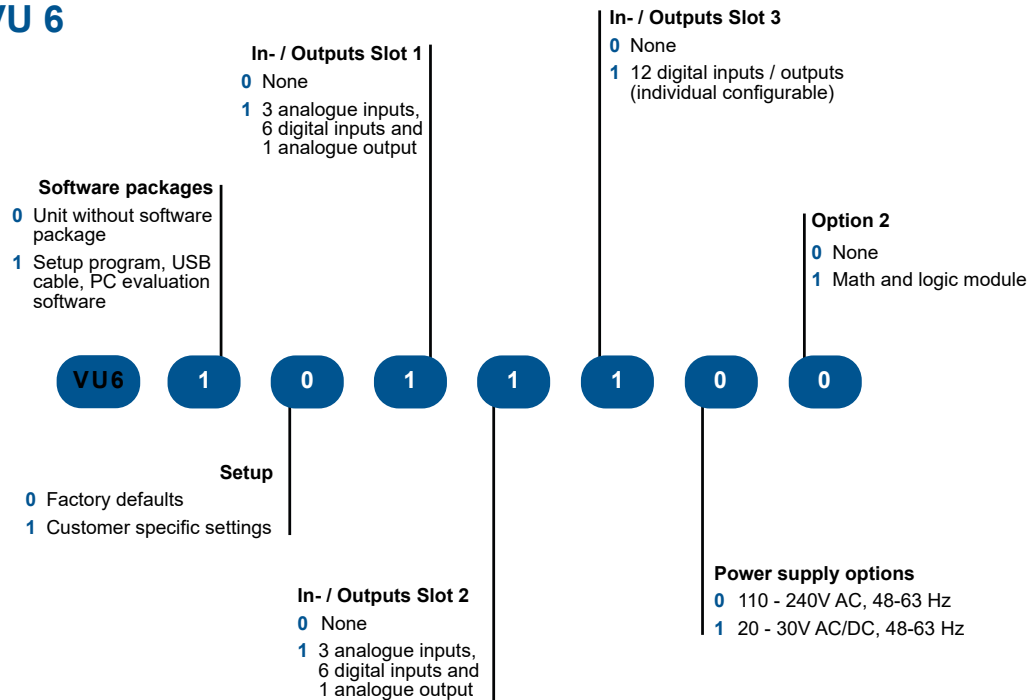 VU 6
In- / Outputs Slot 3
0 None
1 12 digital inputs / outputs
(individual configurable)
In- / Outputs Slot 1
0 None
1 3 analogue inputs,
6 digital inputs and
1 analogue output
Software packages
0 Unit without software
package
1 Setup program, USB
cable, PC evaluation
software
Option 2
0 None
1 Math and logic module
VU6 1 0 1 1 1 0 0
Setup
0 Factory defaults
1 Customer specific settings
In- / Outputs Slot 2
0 None
1 3 analogue inputs,
6 digital inputs and
1 analogue output
Power supply options
0 110 - 240V AC, 48-63 Hz
1 20 - 30V AC/DC, 48-63 Hz